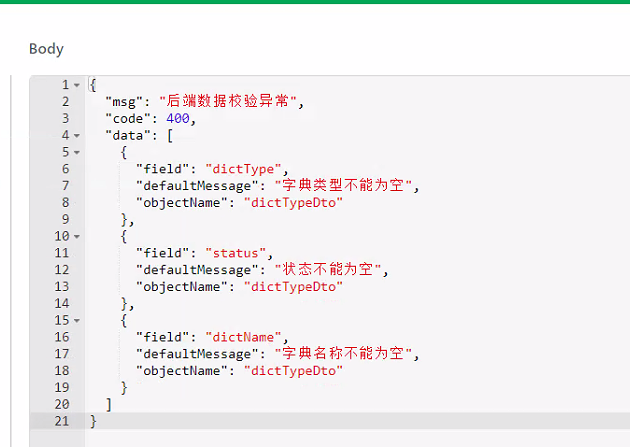 Body
1 {
2 "msg": "后端数据校验异常",
3 "code": 400,
4 "data": [
5 {
6 "field": "dictType",
7 "defaultMessage": "字典类型不能为空",
8 "objectName": "dictTypeDto"
9 },
10 {
11 "field": "status",
12 "defaultMessage": "状态不能为空",
13 "objectName": "dictTypeDto"
14 },
15 {
16 "field": "dictName",
17 "defaultMessage": "字典名称不能为空",
18 "objectName": "dictTypeDto"
19 }
20 ]
21 }